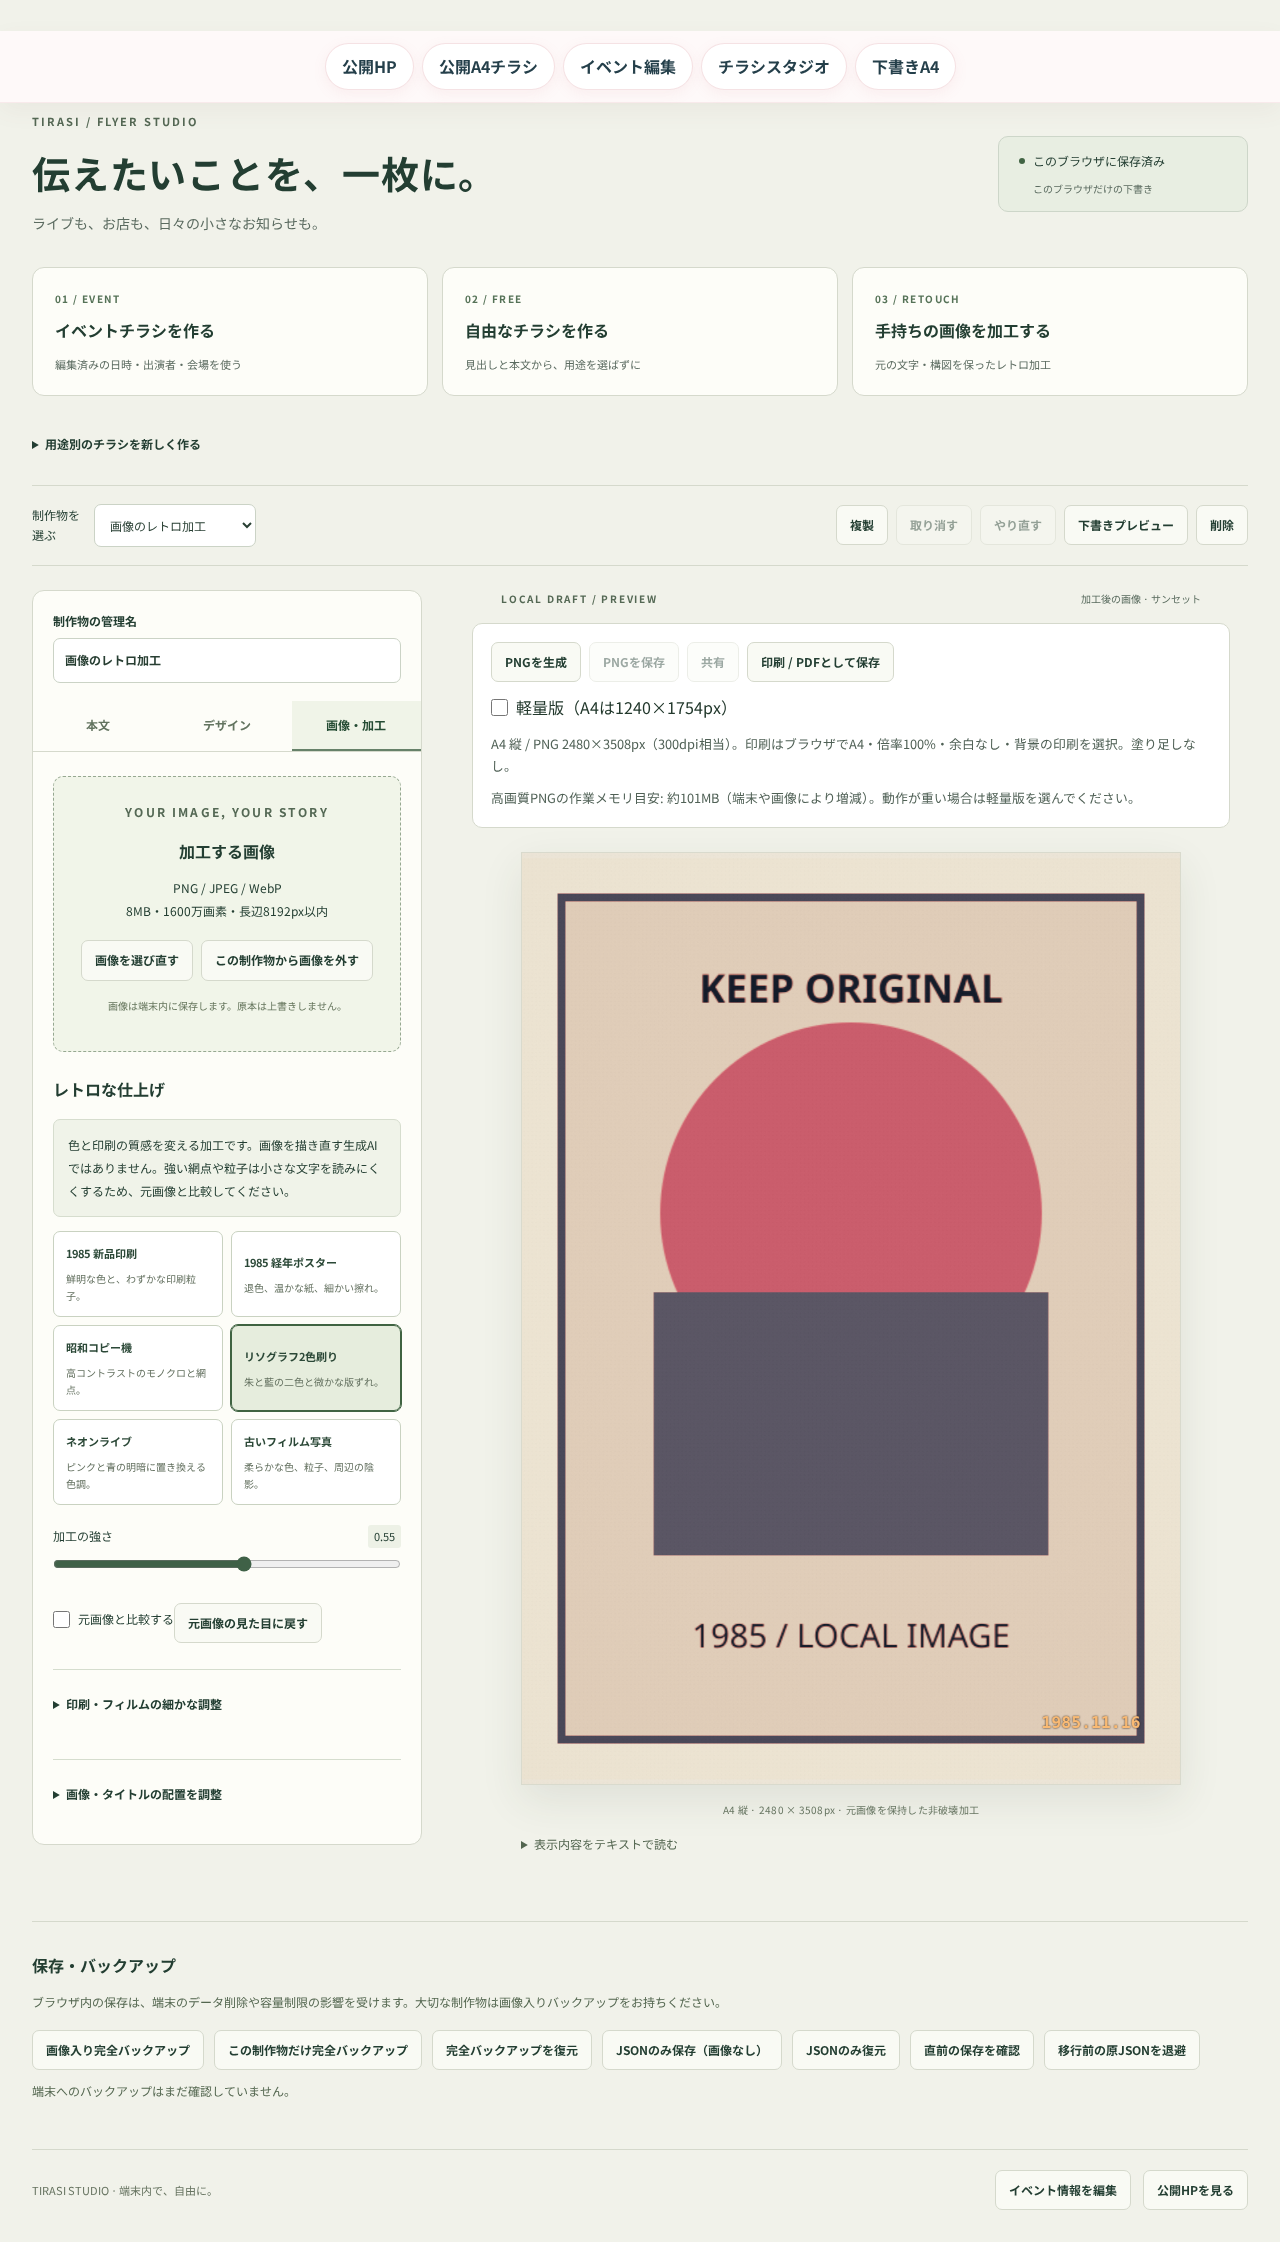 公開HP
公開A4チラシ
イベント編集
チラシスタジオ
下書きA4
TIRASI / FLYER STUDIO
伝えたいことを、一枚に。
ライブも、お店も、日々の小さなお知らせも。
このブラウザに保存済み
このブラウザだけの下書き
01 / EVENT
イベントチラシを作る
編集済みの日時・出演者・会場を使う
02 / FREE
自由なチラシを作る
見出しと本文から、用途を選ばずに
03 / RETOUCH
手持ちの画像を加工する
元の文字・構図を保ったレトロ加工
用途別のチラシを新しく作る
制作物を
選ぶ
画像のレトロ加工
複製
取り消す
やり直す
下書きプレビュー
削除
制作物の管理名
画像のレトロ加工
本文
デザイン
画像・加工
YOUR IMAGE, YOUR STORY
加工する画像
PNG / JPEG / WebP
8MB・1600万画素・長辺8192px以内
画像を選び直す
この制作物から画像を外す
画像は端末内に保存します。原本は上書きしません。
レトロな仕上げ
色と印刷の質感を変える加工です。画像を描き直す生成AI
ではありません。強い網点や粒子は小さな文字を読みにく
くするため、元画像と比較してください。
1985 新品印刷
鮮明な色と、わずかな印刷粒
子。
1985 経年ポスター
退色、温かな紙、細かい擦れ。
昭和コピー機
高コントラストのモノクロと網
点。
リソグラフ2色刷り
朱と藍の二色と微かな版ずれ。
ネオンライブ
ピンクと青の明暗に置き換える
色調。
古いフィルム写真
柔らかな色、粒子、周辺の陰
影。
加工の強さ
0.55
元画像と比較する
元画像の見た目に戻す
印刷・フィルムの細かな調整
画像・タイトルの配置を調整
LOCAL DRAFT / PREVIEW
加工後の画像 · サンセット
PNGを生成
PNGを保存
共有
印刷 / PDFとして保存
軽量版（A4は1240×1754px）
A4 縦 / PNG 2480×3508px（300dpi相当）。印刷はブラウザでA4・倍率100%・余白なし・背景の印刷を選択。塗り足しな
し。
高画質PNGの作業メモリ目安: 約101MB（端末や画像により増減）。動作が重い場合は軽量版を選んでください。
KEEP ORIGINAL
1985 / LOCAL IMAGE
1985.11.16
A4 縦 · 2480 × 3508px · 元画像を保持した非破壊加工
表示内容をテキストで読む
保存・バックアップ
ブラウザ内の保存は、端末のデータ削除や容量制限の影響を受けます。大切な制作物は画像入りバックアップをお持ちください。
画像入り完全バックアップ
この制作物だけ完全バックアップ
完全バックアップを復元
JSONのみ保存（画像なし）
JSONのみ復元
直前の保存を確認
移行前の原JSONを退避
端末へのバックアップはまだ確認していません。
TIRASI STUDIO · 端末内で、自由に。
イベント情報を編集
公開HPを見る